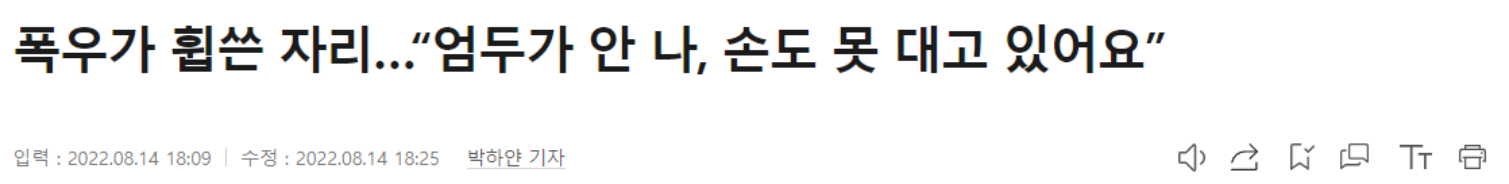 폭우가 휩쓴 자리…“엄두가 안 나, 손도 못 대고 있어요”
입력 : 2022.08.14 18:09 수정 : 2022.08.14 18:25 박하얀 기자